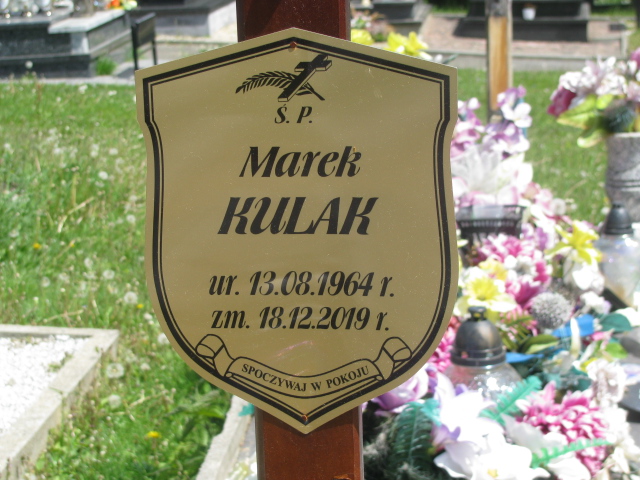 Ś. P.
Marek
KULAK
ur. 13.08.1964 r.
zm. 18.12.2019 r.
SPOCZYWAJ W POKOJU